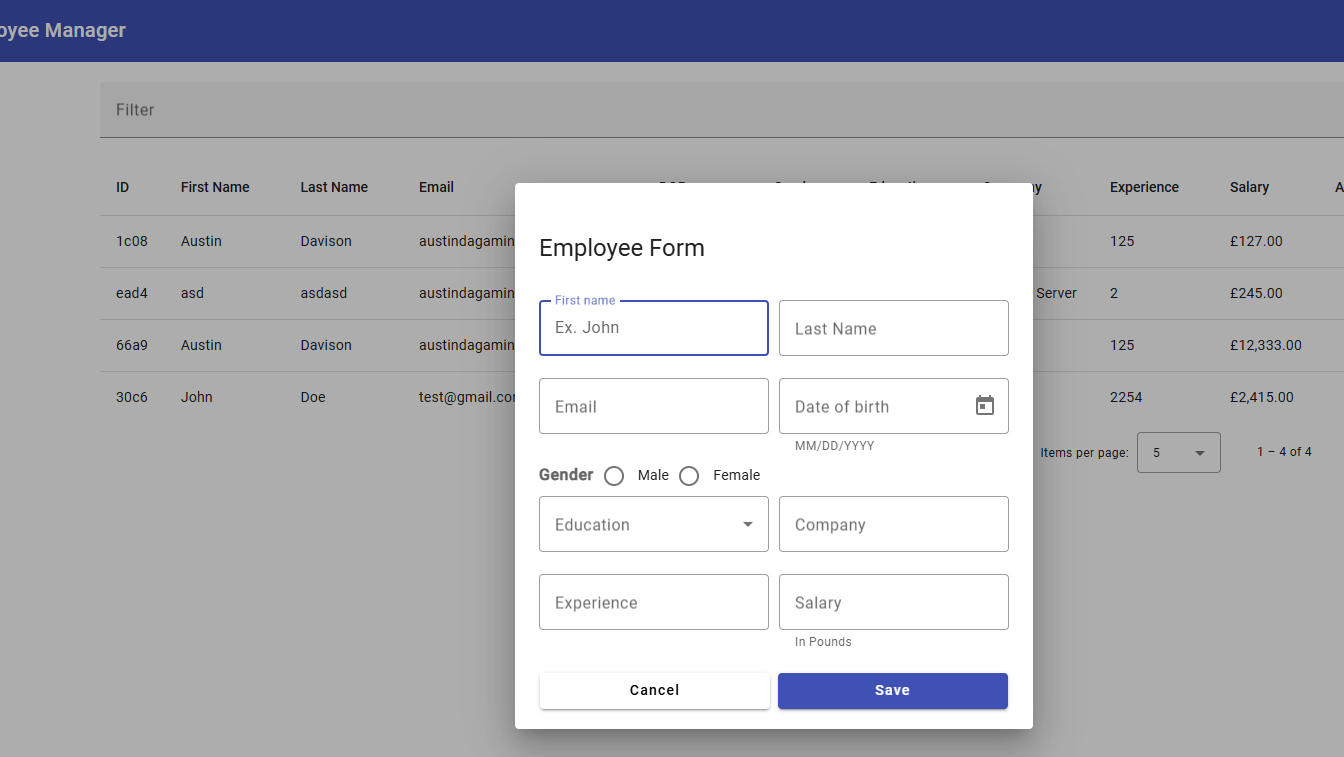 oyee Manager
Filter
ID First Name Last Name Email Experience Salary
1c08 Austin Davison austindagamin 125 £127.00
ead4 asd asdasd austindagamin Server 2 £245.00
66a9 Austin Davison austindagamin 125 £12,333.00
30c6 John Doe test@gmail.co 2254 £2,415.00
Items per page: 5 1 – 4 of 4
Employee Form
First name
Ex. John
Last Name
Email
Date of birth
MM/DD/YYYY
Gender Male Female
Education
Company
Experience
Salary
In Pounds
Cancel
Save